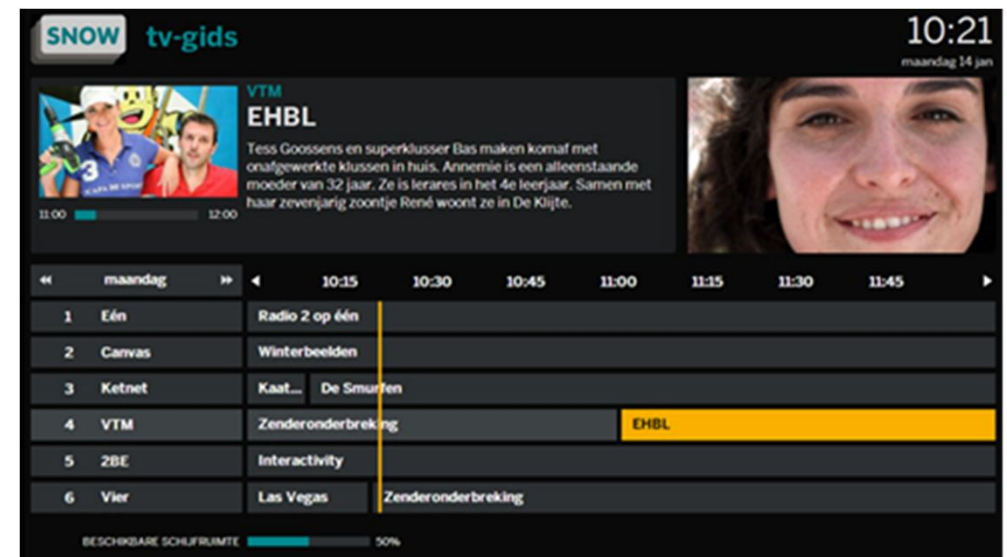 SNOW tv-gids
10:21
maandag 14 jan
VTM
EHBL
Tess Goossens en superklusser Bas maken komaf met
onafgewerkte klussen in huis. Annemie is een alleenstaande
moeder van 32 jaar. Ze is lerares in het 4e leerjaar. Samen met
haar zevenjarig zoontje René woont ze in De Klijte.
11:00 12:00
maandag 10:15 10:30 10:45 11:00 11:15 11:30 11:45
1 Eén Radio 2 op één
2 Canvas Winterbeelden
3 Ketnet Kaat... De Smurfen
4 VTM Zenderonderbreking EHBL
5 2BE Interactivity
6 Vier Las Vegas Zenderonderbreking
BESCHIKBARE SCHIJFRUIMTE 50%